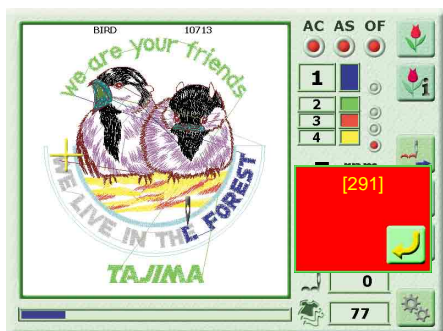 BIRD 10713
AC AS OF
we are your friends
1
2
3
4
[291]
WE LIVE IN THE FOREST
TAJIMA
0
77
i